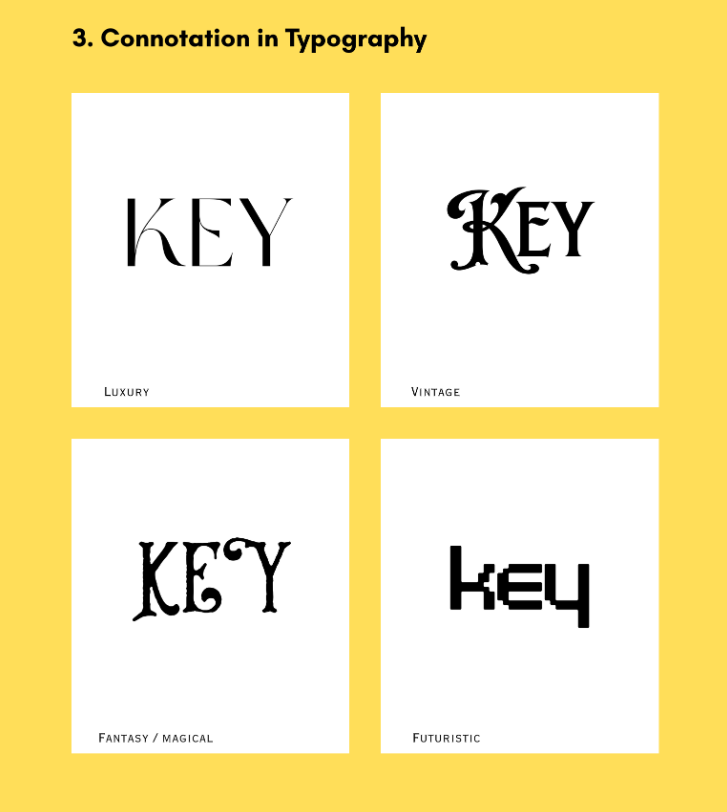 3. Connotation in Typography
KEY
KEY
Luxury
Vintage
KEY
key
Fantasy / magical
Futuristic